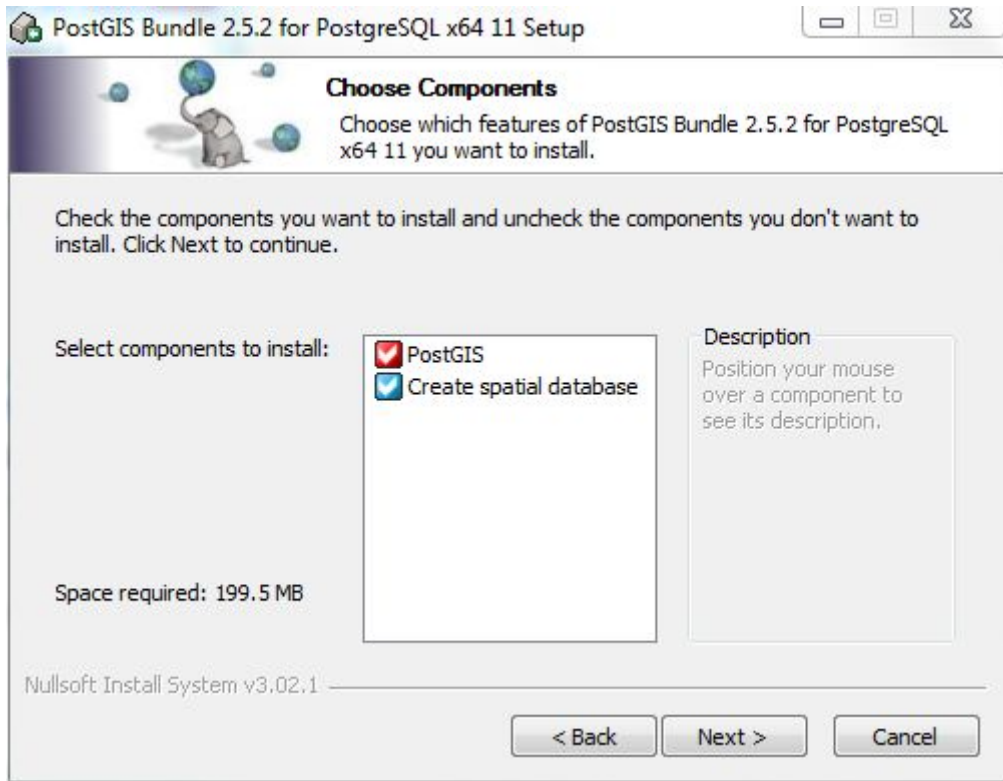 PostGIS Bundle 2.5.2 for PostgreSQL x64 11 Setup
Choose Components
Choose which features of PostGIS Bundle 2.5.2 for PostgreSQL
x64 11 you want to install.
Check the components you want to install and uncheck the components you don't want to
install. Click Next to continue.
Select components to install:
PostGIS
Create spatial database
Description
Position your mouse
over a component to
see its description.
Space required: 199.5 MB
Nullsoft Install System v3.02.1
< Back
Next >
Cancel